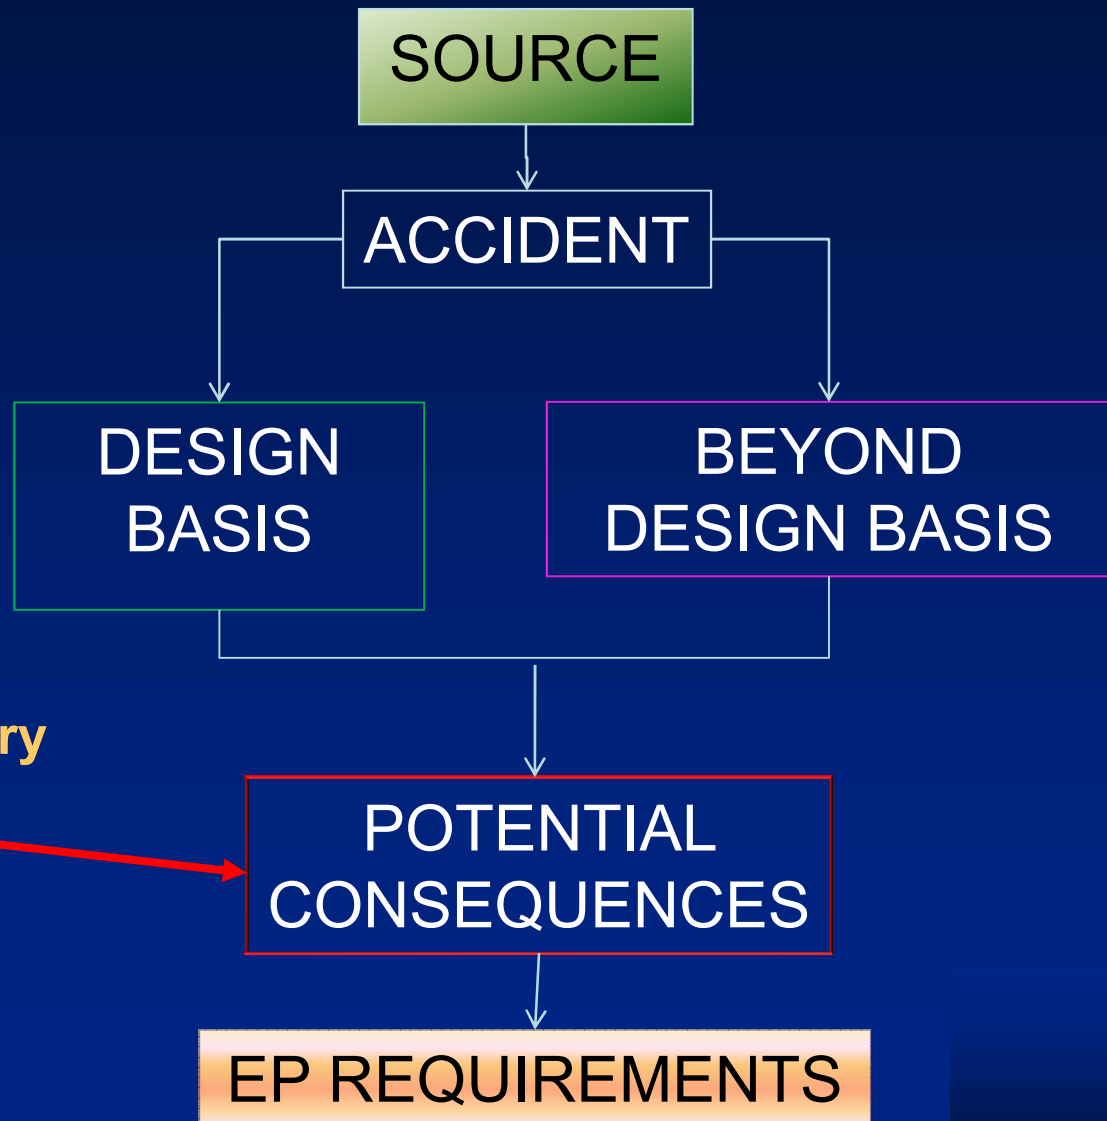 SOURCE
ACCIDENT
DESIGN
BASIS
BEYOND
DESIGN BASIS
ry
POTENTIAL
CONSEQUENCES
EP REQUIREMENTS